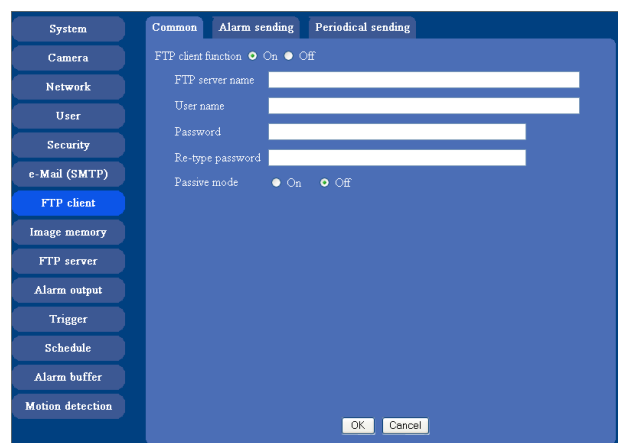 System
Camera
Network
User
Security
e-Mail (SMTP)
FTP client
Image memory
FTP server
Alarm output
Trigger
Schedule
Alarm buffer
Motion detection
Common Alarm sending Periodical sending
FTP client function On Off
FTP server name
User name
Password
Re-type password
Passive mode On Off
OK Cancel